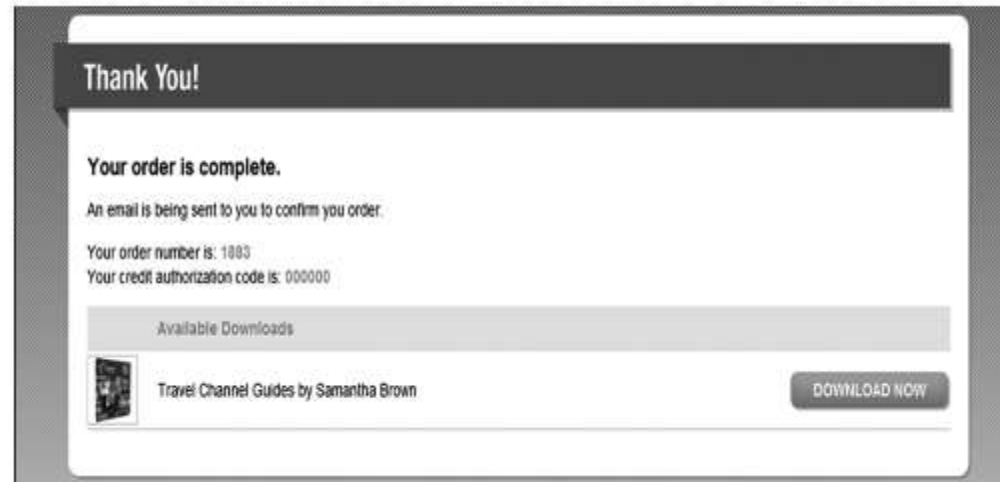 Thank You!
Your order is complete.
An email is being sent to you to confirm you order.
Your order number is: 1883
Your credit authorization code is: 000000
Available Downloads
Travel Channel Guides by Samantha Brown
DOWNLOAD NOW